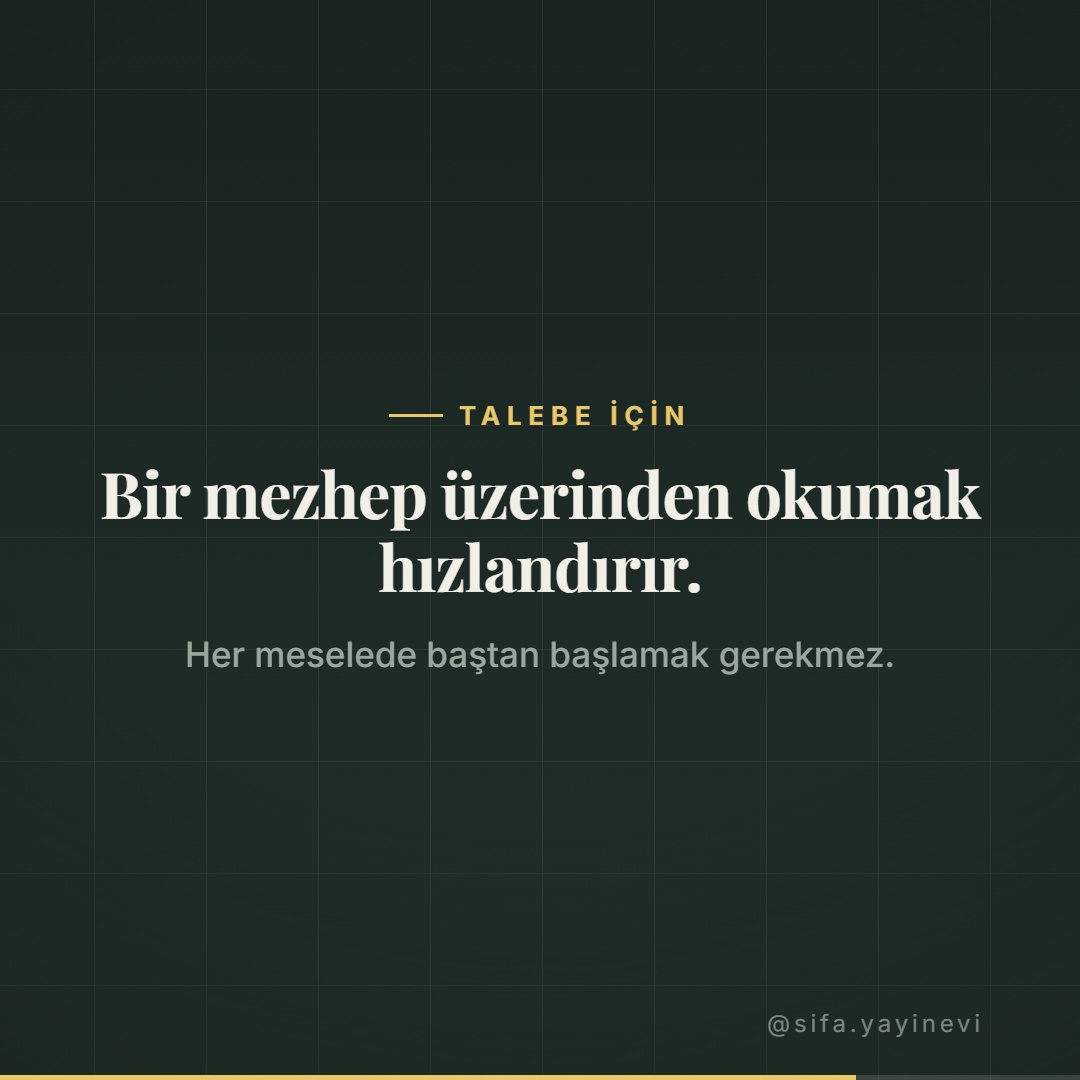 TALEBE İÇİN
Bir mezhep üzerinden okumak
hızlandırır.
Her meselede baştan başlamak gerekmez.
@sifa.yayinevi